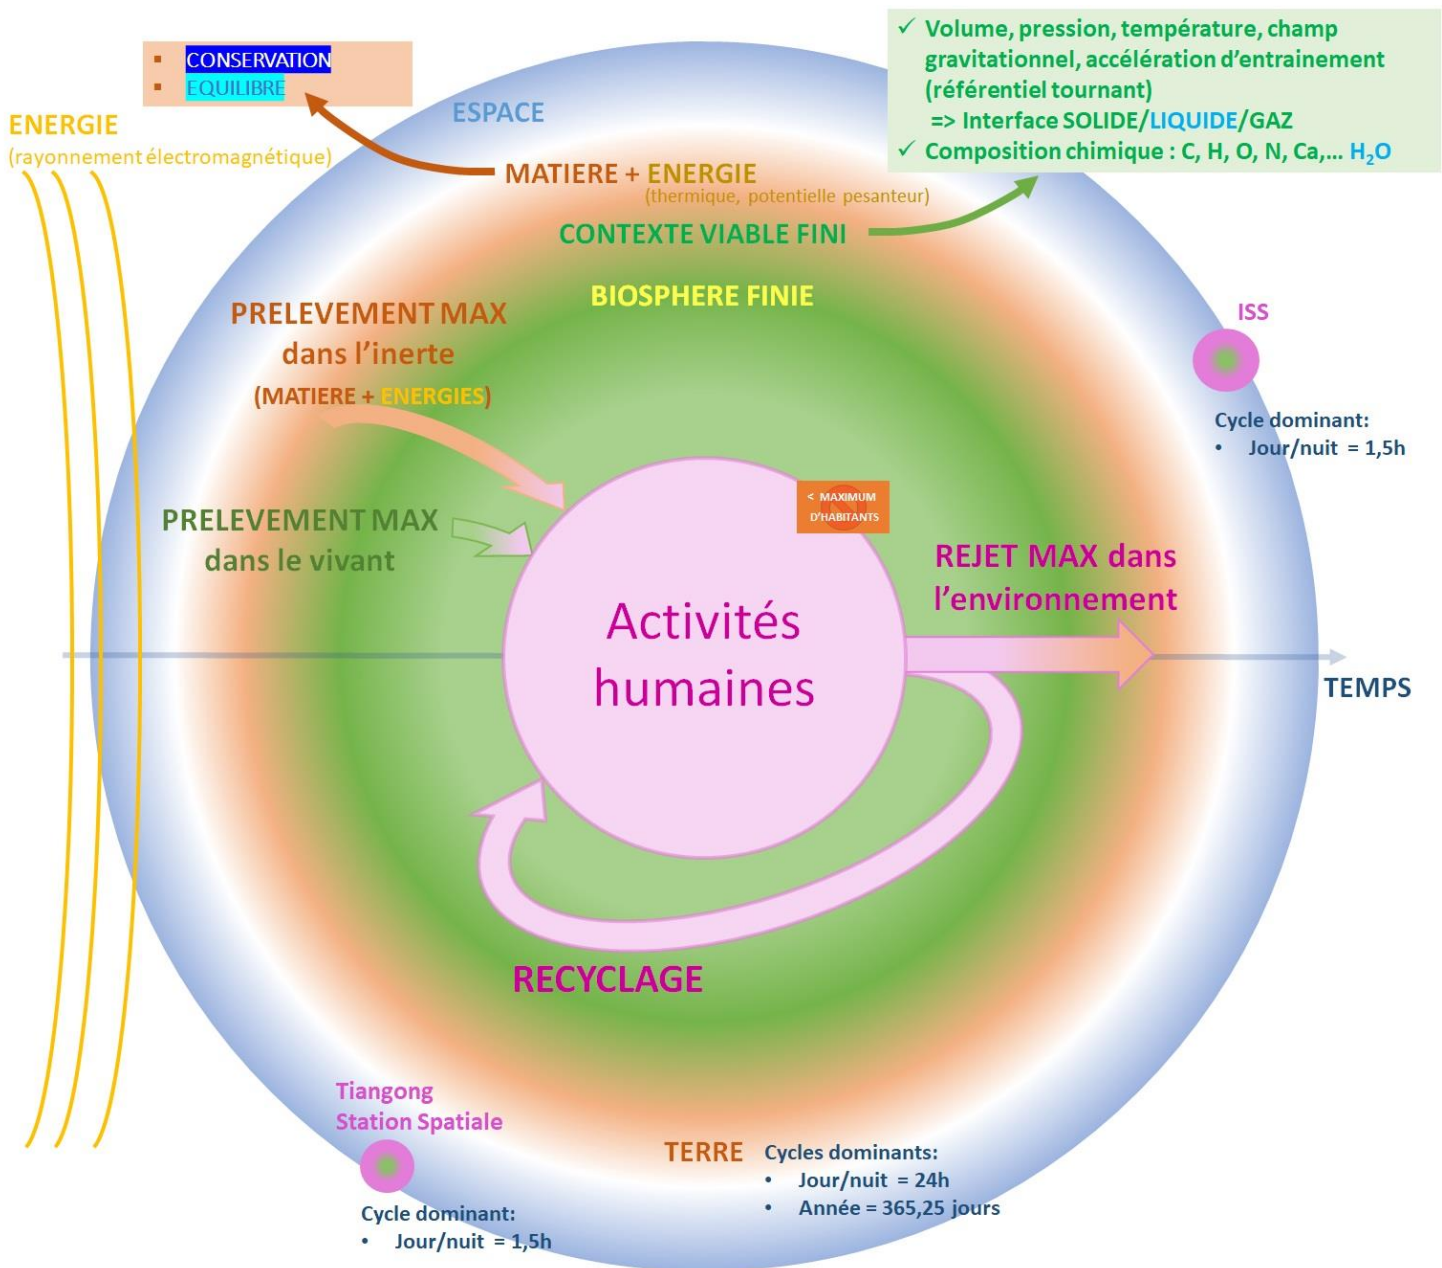 ▪ CONSERVATION
▪ EQUILIBRE
✓ Volume, pression, température, champ
gravitationnel, accélération d’entrainement
(référentiel tournant)
=> Interface SOLIDE/LIQUIDE/GAZ
✓ Composition chimique : C, H, O, N, Ca,... H₂O
ENERGIE
(rayonnement électromagnétique)
ESPACE
MATIERE + ENERGIE
(thermique, potentielle pesanteur)
CONTEXTE VIABLE FINI
BIOSPHERE FINIE
PRELEVEMENT MAX
dans l’inerte
(MATIERE + ENERGIES)
ISS
Cycle dominant:
• Jour/nuit = 1,5h
PRELEVEMENT MAX
dans le vivant
< MAXIMUM
D’HABITANTS
REJET MAX dans
l’environnement
Activités
humaines
TEMPS
RECYCLAGE
Tiangong
Station Spatiale
Cycle dominant:
• Jour/nuit = 1,5h
TERRE
Cycles dominants:
• Jour/nuit = 24h
• Année = 365,25 jours